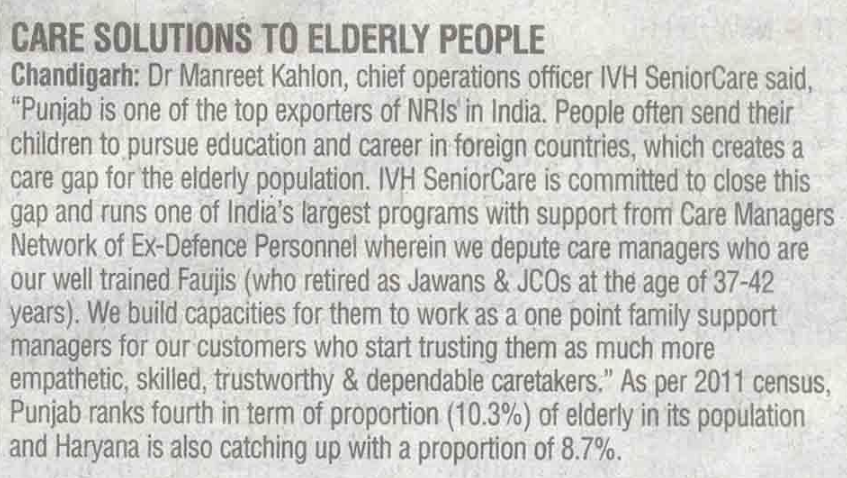 CARE SOLUTIONS TO ELDERLY PEOPLE
Chandigarh: Dr Manreet Kahlon, chief operations officer IVH SeniorCare said,
“Punjab is one of the top exporters of NRIs in India. People often send their
children to pursue education and career in foreign countries, which creates a
care gap for the elderly population. IVH SeniorCare is committed to close this
gap and runs one of India's largest programs with support from Care Managers
Network of Ex-Defence Personnel wherein we depute care managers who are
our well trained Faujis (who retired as Jawans & JCOs at the age of 37-42
years). We build capacities for them to work as a one point family support
managers for our customers who start trusting them as much more
empathetic, skilled, trustworthy & dependable caretakers.” As per 2011 census,
Punjab ranks fourth in term of proportion (10.3%) of elderly in its population
and Haryana is also catching up with a proportion of 8.7%.